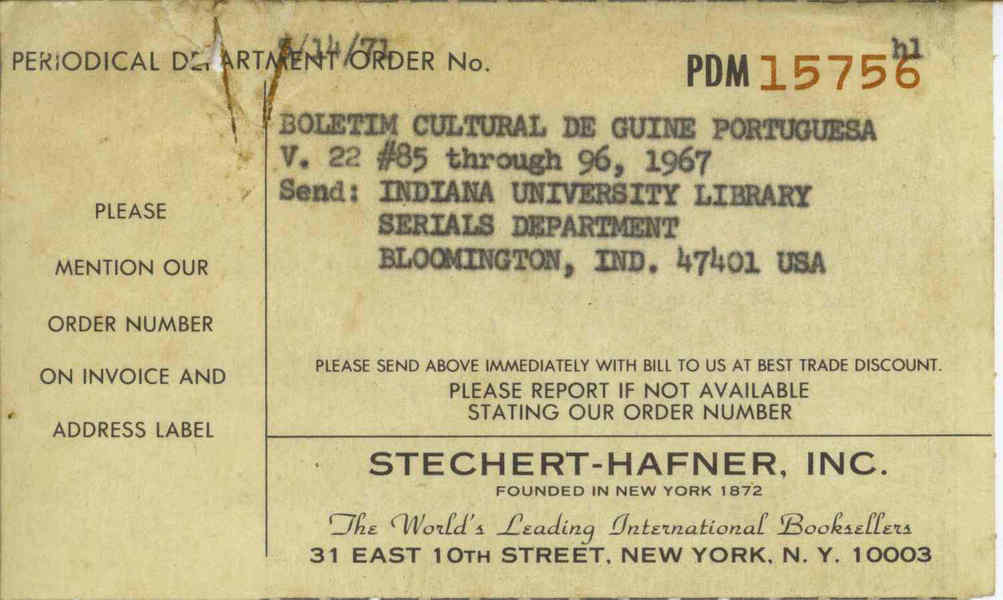 PERIODICAL DEPARTMENT ORDER No.
/14/71
PDM 15756
h1
BOLETIM CULTURAL DE GUINE PORTUGUESA
V. 22 #85 through 96, 1967
Send: INDIANA UNIVERSITY LIBRARY
SERIALS DEPARTMENT
BLOOMINGTON, IND. 47401 USA
PLEASE
MENTION OUR
ORDER NUMBER
ON INVOICE AND
ADDRESS LABEL
PLEASE SEND ABOVE IMMEDIATELY WITH BILL TO US AT BEST TRADE DISCOUNT.
PLEASE REPORT IF NOT AVAILABLE
STATING OUR ORDER NUMBER
STECHERT-HAFNER, INC.
FOUNDED IN NEW YORK 1872
The World's Leading International Booksellers
31 EAST 10TH STREET, NEW YORK, N. Y. 10003